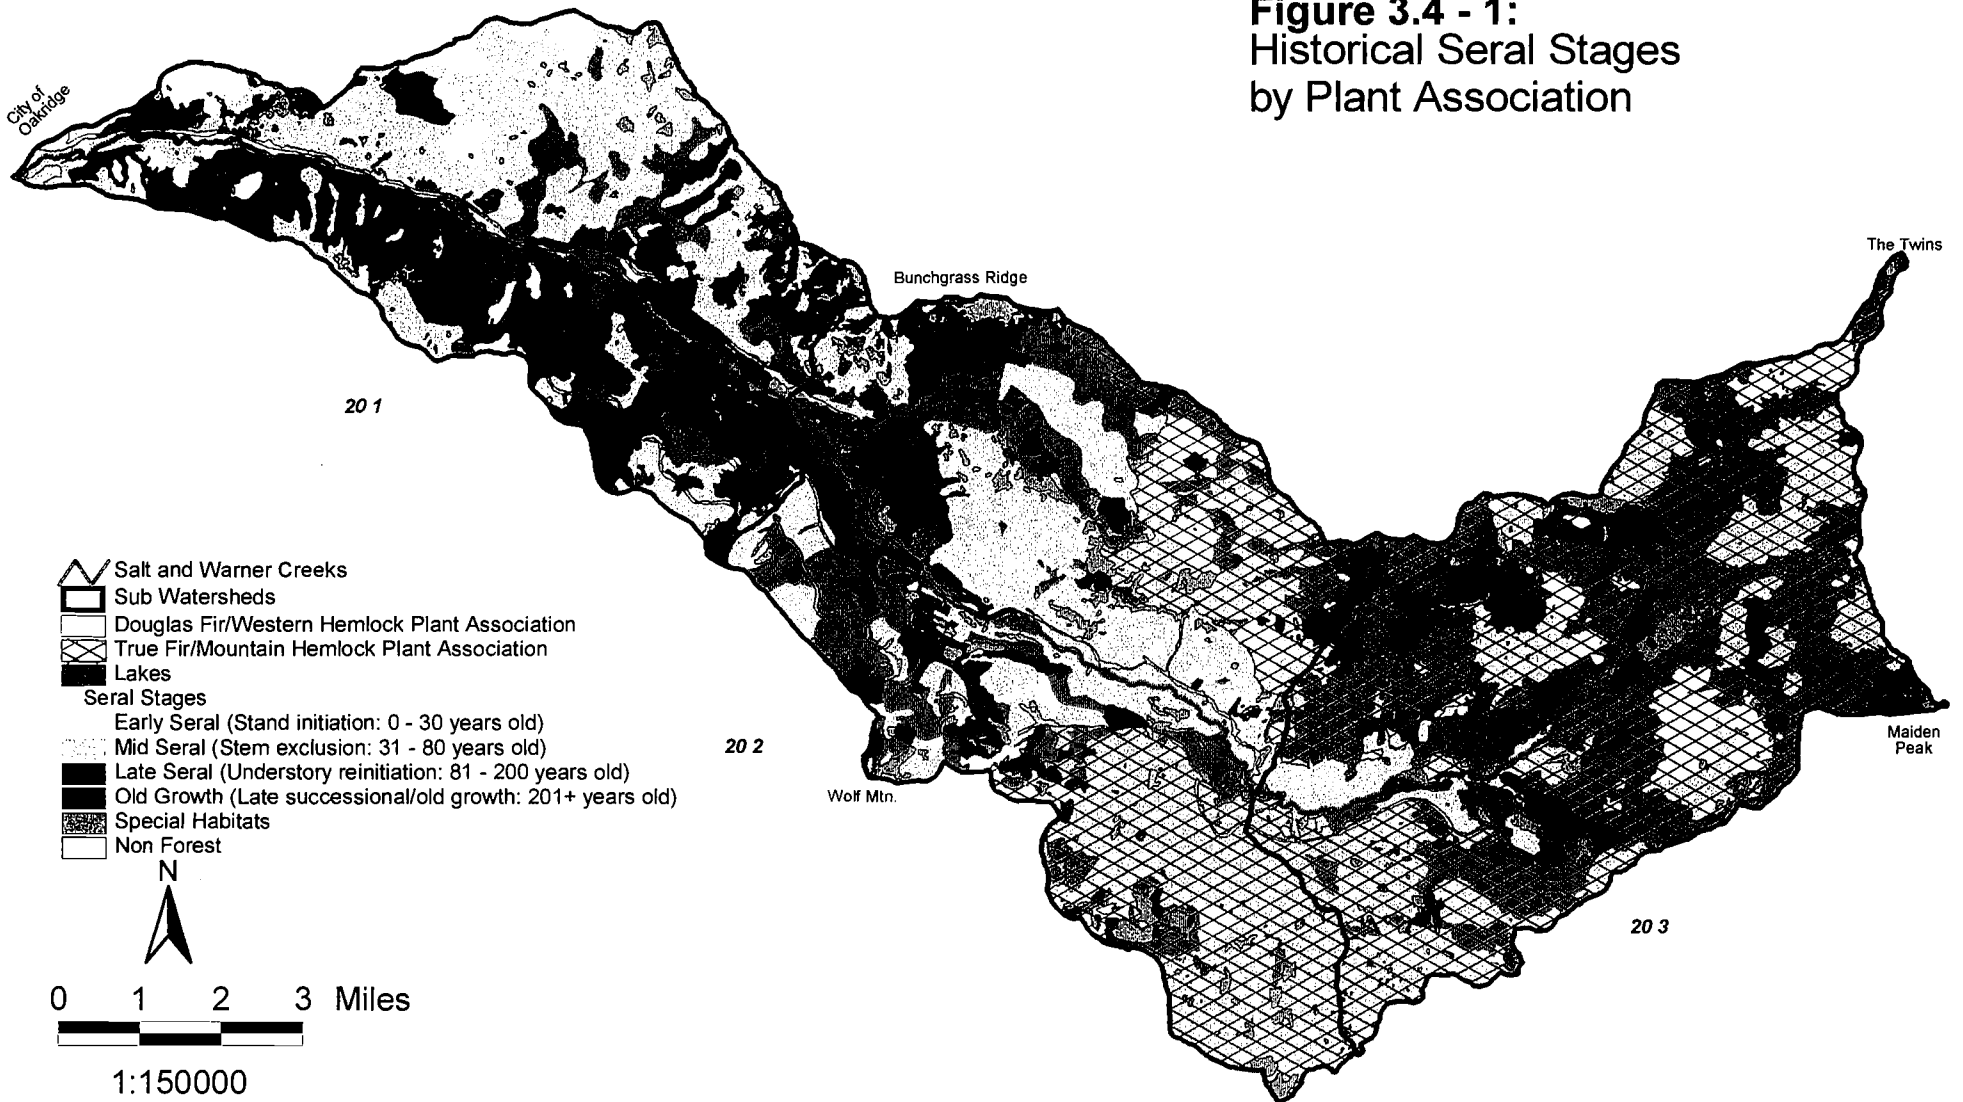 Figure 3.4 - 1:
Historical Seral Stages
by Plant Association
City of
Oakridge
The Twins
Bunchgrass Ridge
20 1
Salt and Warner Creeks
Sub Watersheds
Douglas Fir/Western Hemlock Plant Association
True Fir/Mountain Hemlock Plant Association
Lakes
Seral Stages
Early Seral (Stand initiation: 0 - 30 years old)
Mid Seral (Stem exclusion: 31 - 80 years old)
Late Seral (Understory reinitiation: 81 - 200 years old)
Old Growth (Late successional/old growth: 201+ years old)
Special Habitats
Non Forest
20 2
Wolf Mtn.
Maiden
Peak
20 3
N
0 1 2 3 Miles
1:150000